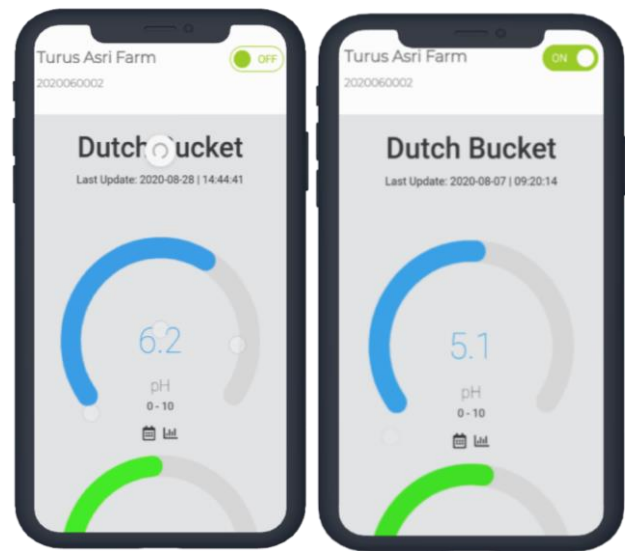 Turus Asri Farm
OFF
2020060002
Dutch Bucket
Last Update: 2020-08-28 | 14:44:41
6.2
pH
0 - 10
Turus Asri Farm
ON
2020060002
Dutch Bucket
Last Update: 2020-08-07 | 09:20:14
5.1
pH
0 - 10